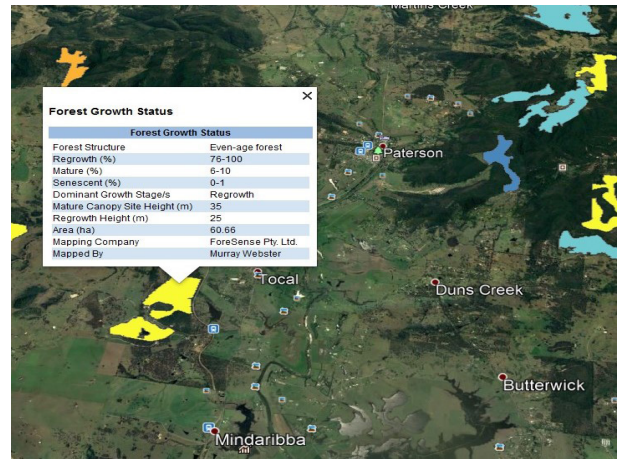 Martins Creek
Forest Growth Status
Forest Growth Status
Forest Structure Even-age forest
Regrowth (%) 76-100
Mature (%) 6-10
Senescent (%) 0-1
Dominant Growth Stage/s Regrowth
Mature Canopy Site Height (m) 35
Regrowth Height (m) 25
Area (ha) 60.66
Mapping Company ForeSense Pty. Ltd.
Mapped By Murray Webster
Paterson
Tocal
Duns Creek
Butterwick
Mindaribba